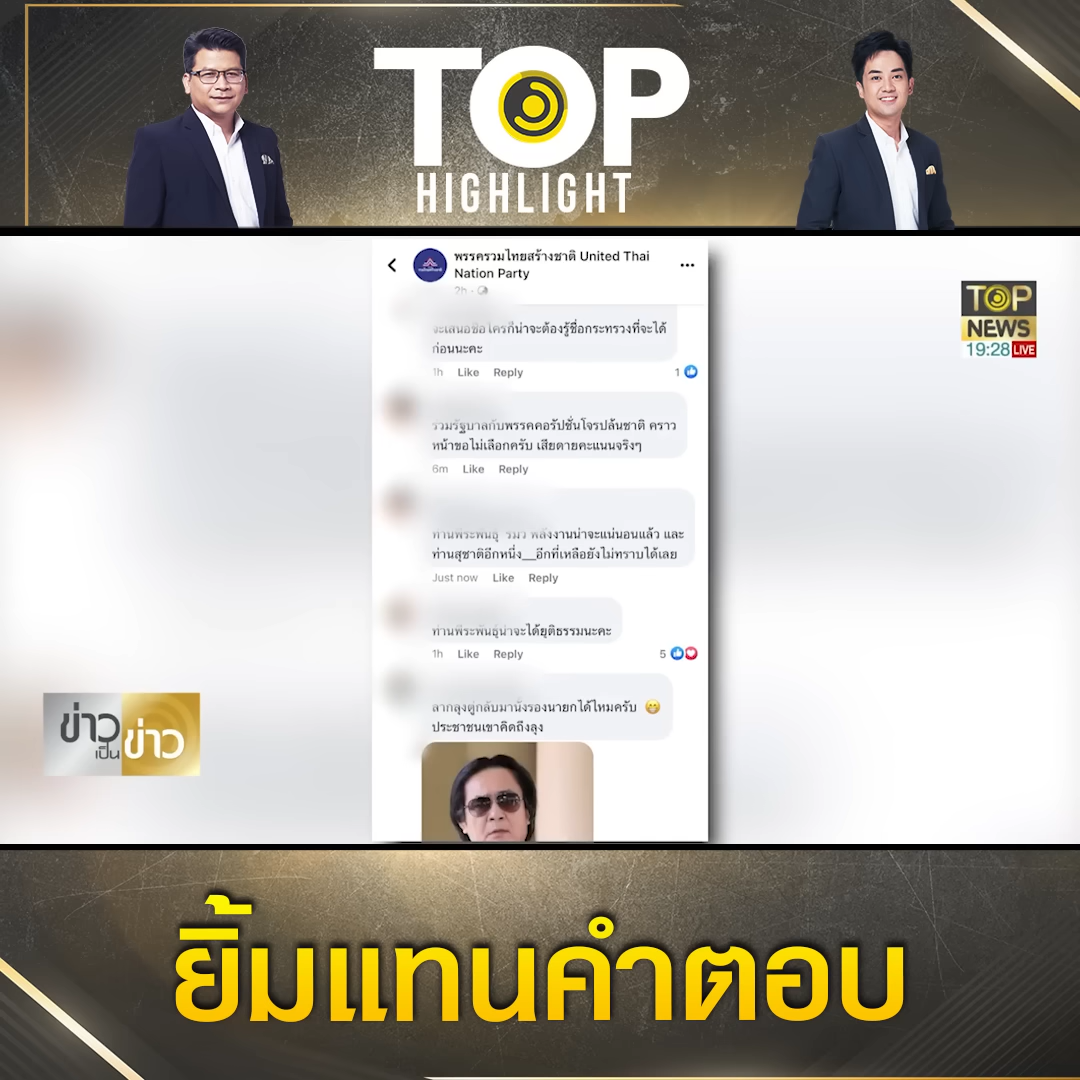 TOP
HIGHLIGHT
พรรครวมไทยสร้างชาติ United Thai
Nation Party
2h
TOP
NEWS
19:28 LIVE
จะเสนอชื่อใครก็น่าจะต้องรู้ชื่อกระทรวงที่จะได้
ก่อนนะคะ
1h Like Reply 1
รวมรัฐบาลกับพรรคคอรัปชั่นโจรปล้นชาติ คราว
หน้าขอไม่เลือกครับ เสียดายคะแนนจริงๆ
6m Like Reply
ท่านพีระพันธุ์ รมว พลังงานน่าจะแน่นอนแล้ว และ
ท่านสุชาติอีกหนึ่ง__อีกที่เหลือยังไม่ทราบได้เลย
Just now Like Reply
ท่านพีระพันธุ์น่าจะได้ยุติธรรมนะคะ
1h Like Reply 5
ลากลุงตู่กลับมานั่งรองนายกได้ไหมครับ 😁
ประชาชนเขาคิดถึงลุง
ข่าว
เป็น
ข่าว
ยิ้มแทนคำตอบ